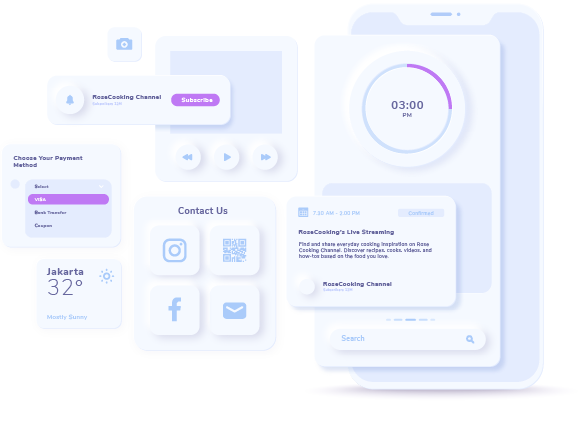 RoseCooking Channel
Subscribe
Choose Your Payment
Method
Select
VISA
Bank Transfer
Coupon
Jakarta
32°
Mostly Sunny
Contact Us
03:00
PM
7.30 AM - 1.00 PM
Confirmed
RoseCooking's Live Streaming
Find and share everyday cooking inspiration on Rose
Cooking Channel. Discover recipes, cooks, videos, and
how-tos based on the food you love.
RoseCooking Channel
Search